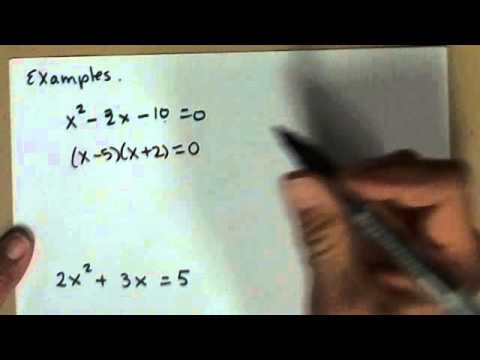 Examples.
x² - 3x - 10 = 0
(x-5)(x+2) = 0
2x² + 3x = 5